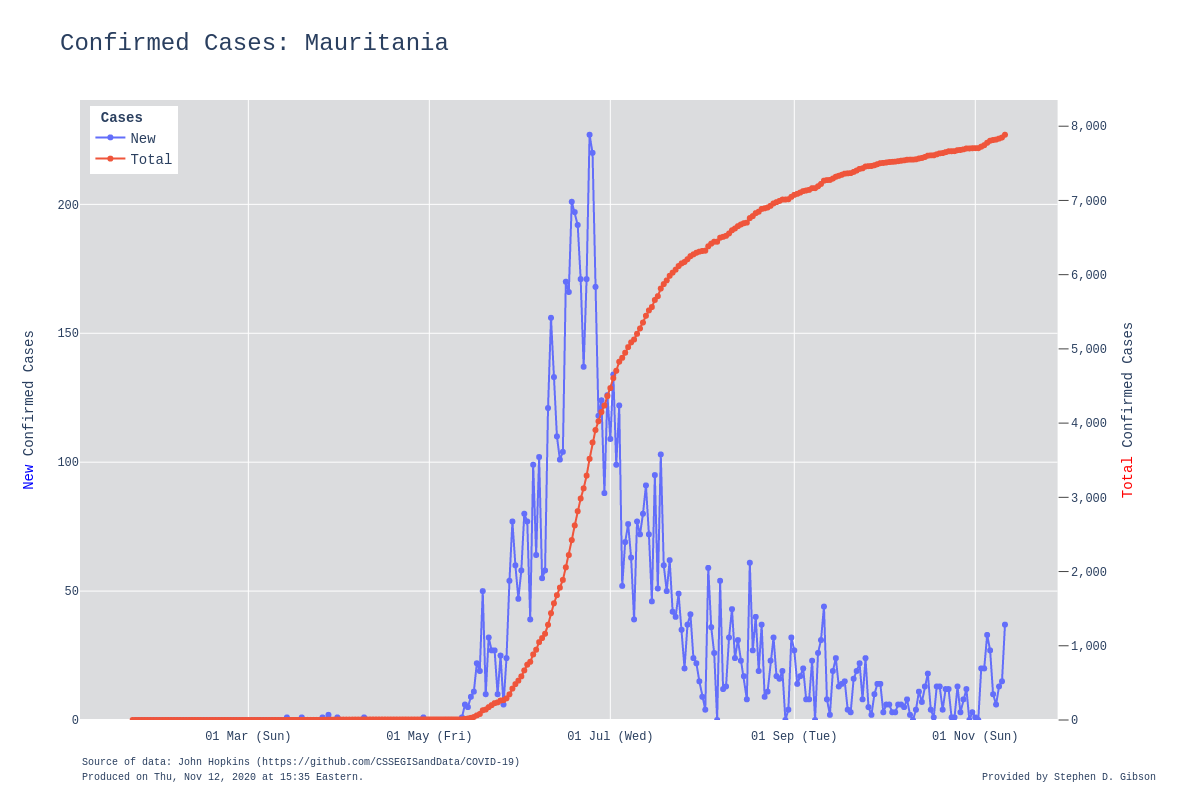 Confirmed Cases: Mauritania
Cases
New
Total
200
150
100
50
0
8,000
7,000
6,000
5,000
4,000
3,000
2,000
1,000
0
New Confirmed Cases
Total Confirmed Cases
01 Mar (Sun)
01 May (Fri)
01 Jul (Wed)
01 Sep (Tue)
01 Nov (Sun)
Source of data: John Hopkins (https://github.com/CSSEGISandData/COVID-19)
Produced on Thu, Nov 12, 2020 at 15:35 Eastern.
Provided by Stephen D. Gibson